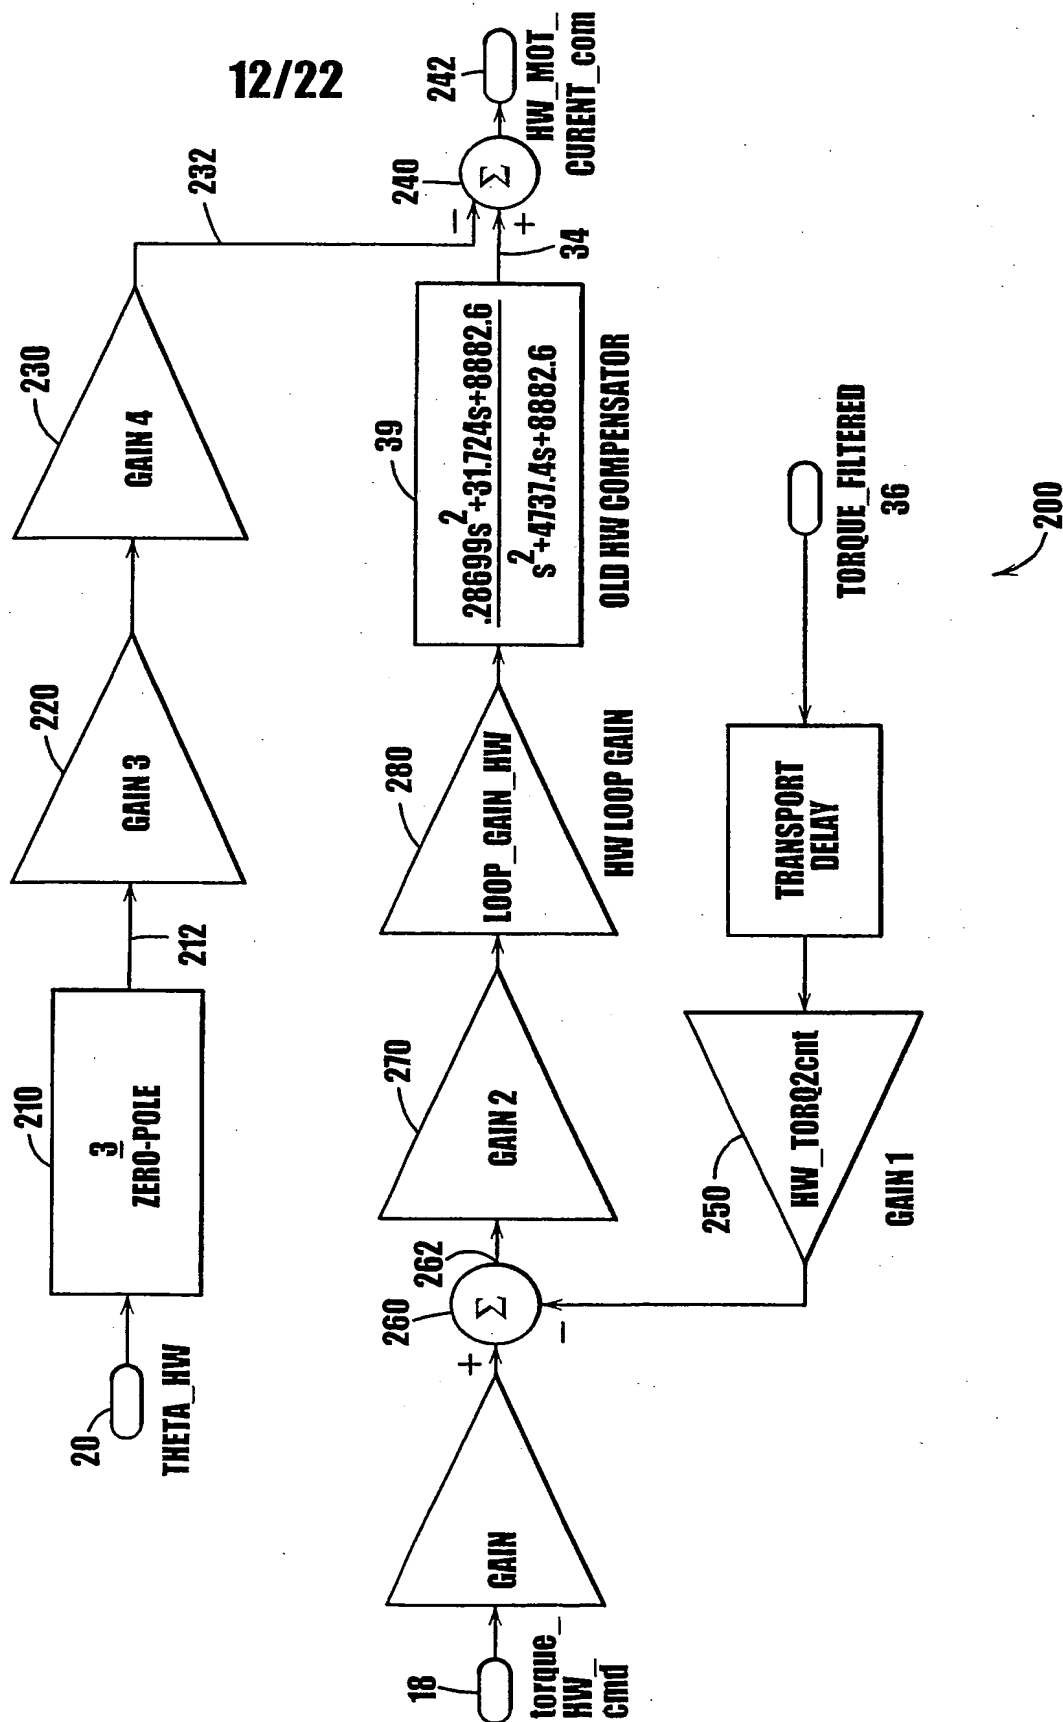 12/22
20
THETA_HW
210
3
ZERO-POLE
212
220
GAIN 3
230
GAIN 4
232
18
torque_
HW_
cmd
GAIN
+
-
260
Σ
262
270
GAIN 2
280
LOOP_GAIN_HW
HW LOOP GAIN
39
.28699s²+31.724s+8882.6
s²+4737.4s+8882.6
OLD HW COMPENSATOR
34
-
+
240
Σ
242
HW_MOT_
CURENT_com
250
HW_TORQ2cnt
GAIN 1
TRANSPORT
DELAY
TORQUE_FILTERED
36
200